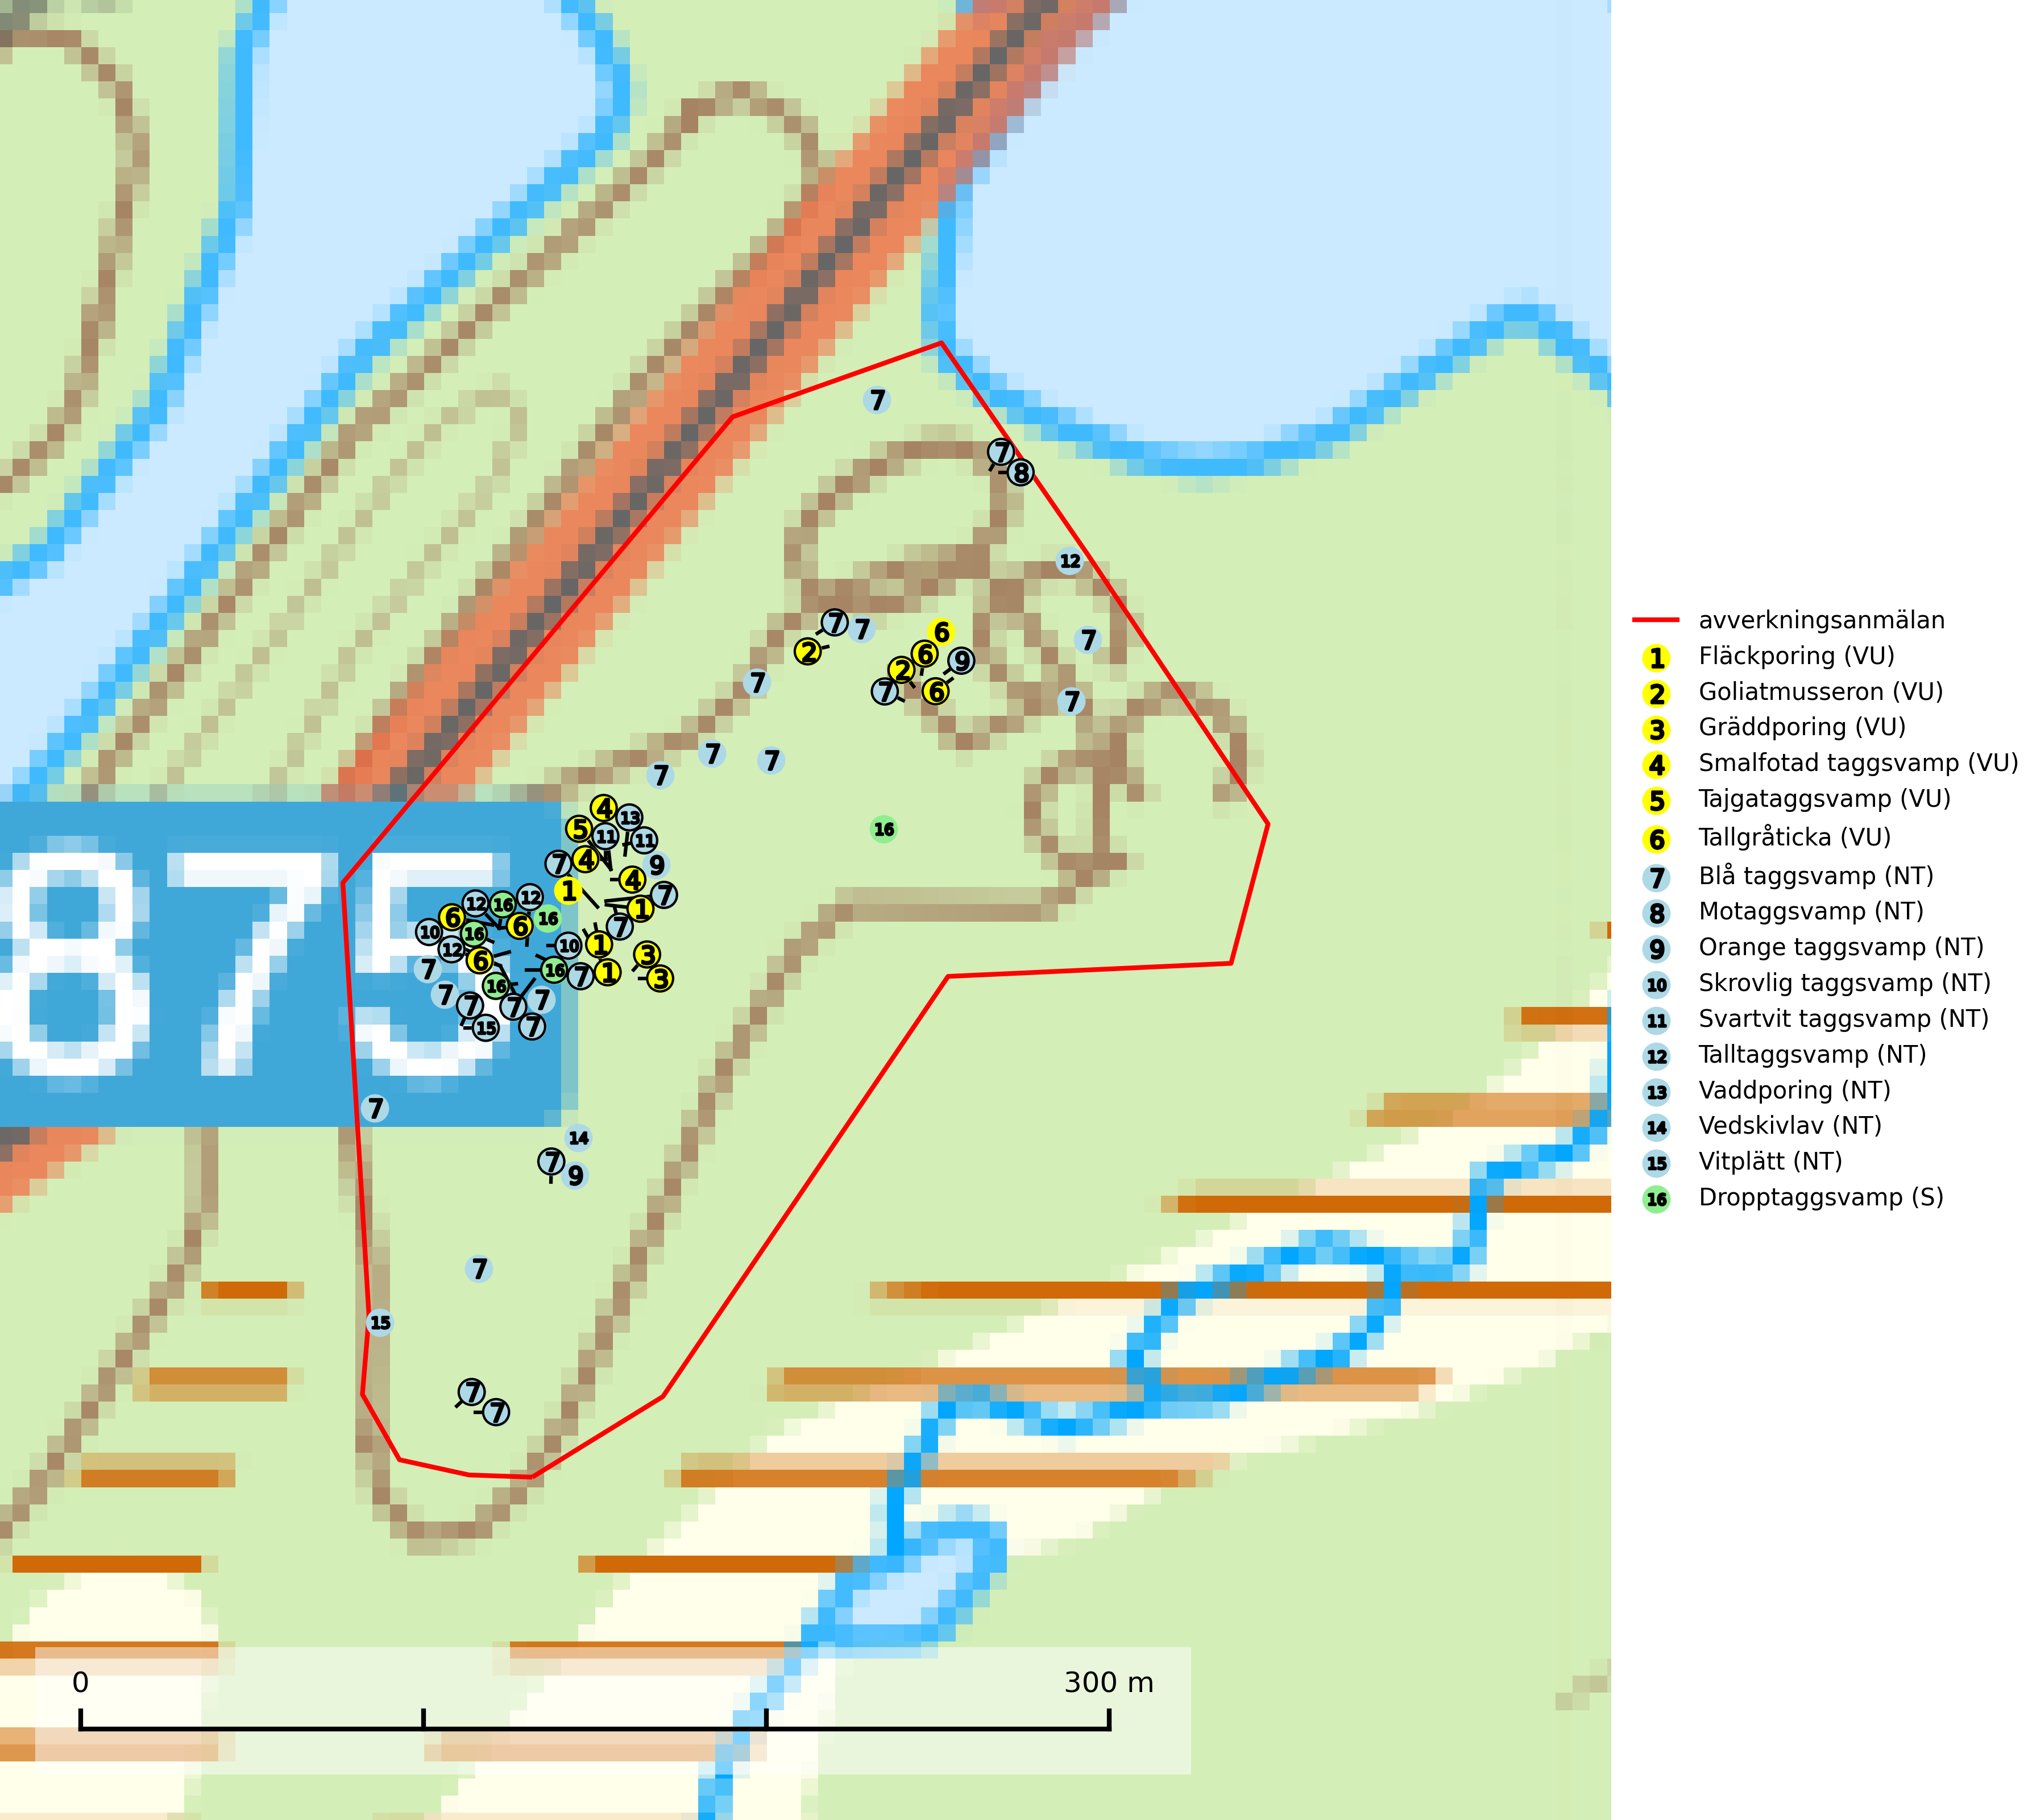 7
7
8
12
7 7 6 7
2 6 9
2
7 7 6 7
7 7
7
4
5 13 16
11 11
7 4 9
1 4 7
12 16 12 1
6 6 16 7
10 16
12 10 1 3
6
7 16 7 1 3
16
7 7 7 7
15 7
875
7
14
7 9
7
15
7
7
0 300 m
avverkningsanmälan
1 Fläckporing (VU)
2 Goliatmusseron (VU)
3 Gräddporing (VU)
4 Smalfotad taggsvamp (VU)
5 Tajgataggsvamp (VU)
6 Tallgråticka (VU)
7 Blå taggsvamp (NT)
8 Motaggsvamp (NT)
9 Orange taggsvamp (NT)
10 Skrovlig taggsvamp (NT)
11 Svartvit taggsvamp (NT)
12 Talltaggsvamp (NT)
13 Vaddporing (NT)
14 Vedskivlav (NT)
15 Vitplätt (NT)
16 Dropptaggsvamp (S)